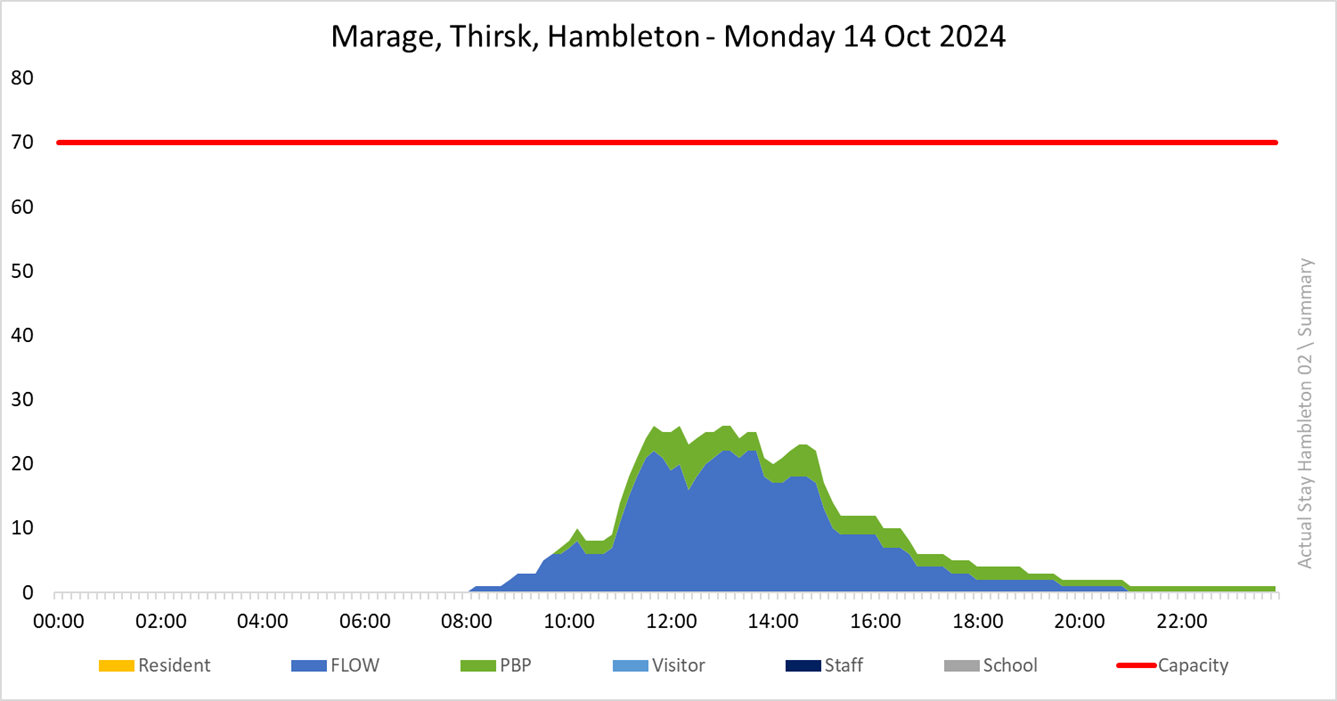 Marage, Thirsk, Hambleton - Monday 14 Oct 2024
80
70
60
50
40
30
20
10
0
00:00 02:00 04:00 06:00 08:00 10:00 12:00 14:00 16:00 18:00 20:00 22:00
Resident FLOW PBP Visitor Staff School Capacity
Actual Stay Hambleton 02 \ Summary